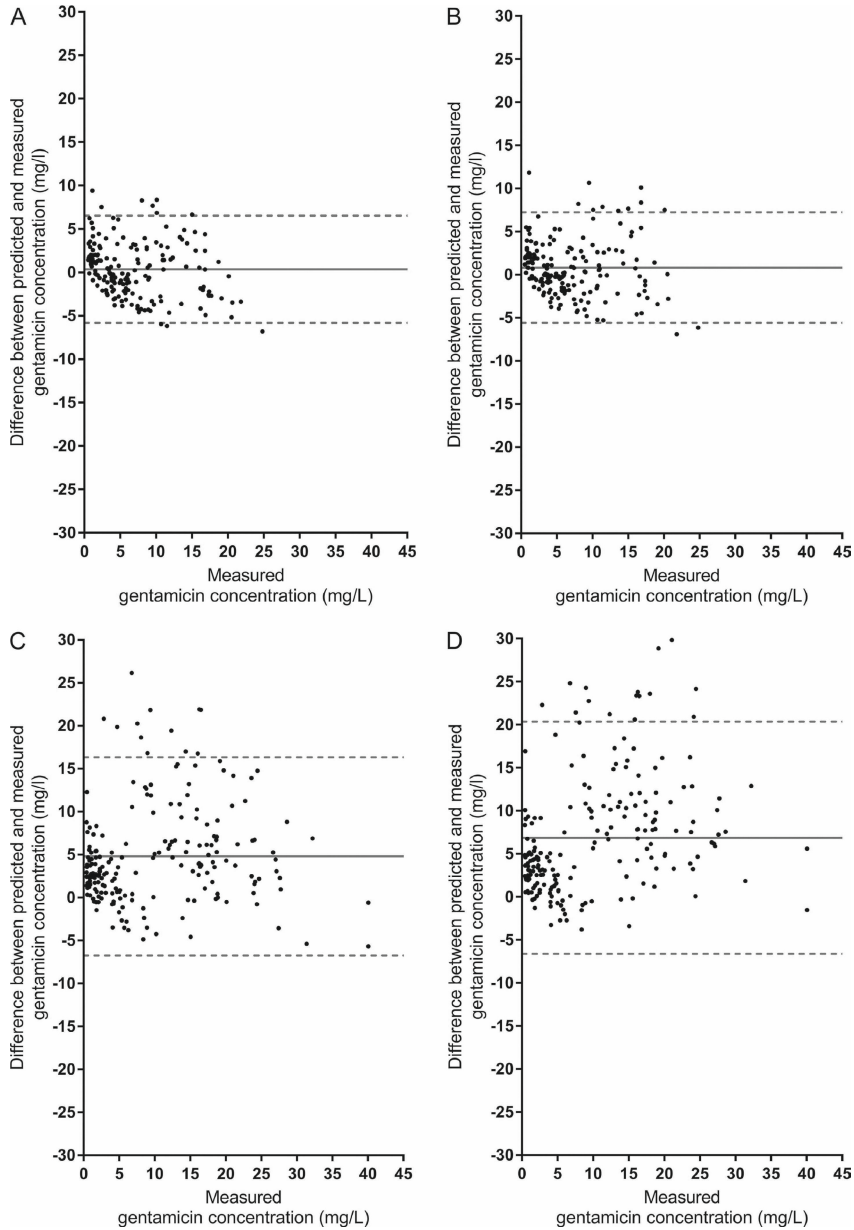 A
Difference between predicted and measured
gentamicin concentration (mg/l)
30
25
20
15
10
5
0
-5
-10
-15
-20
-25
-30
0 5 10 15 20 25 30 35 40 45
Measured
gentamicin concentration (mg/L)
B
Difference between predicted and measured
gentamicin concentration (mg/l)
30
25
20
15
10
5
0
-5
-10
-15
-20
-25
-30
0 5 10 15 20 25 30 35 40 45
Measured
gentamicin concentration (mg/L)
C
Difference between predicted and measured
gentamicin concentration (mg/l)
30
25
20
15
10
5
0
-5
-10
-15
-20
-25
-30
0 5 10 15 20 25 30 35 40 45
Measured
gentamicin concentration (mg/L)
D
Difference between predicted and measured
gentamicin concentration (mg/l)
30
25
20
15
10
5
0
-5
-10
-15
-20
-25
-30
0 5 10 15 20 25 30 35 40 45
Measured
gentamicin concentration (mg/L)